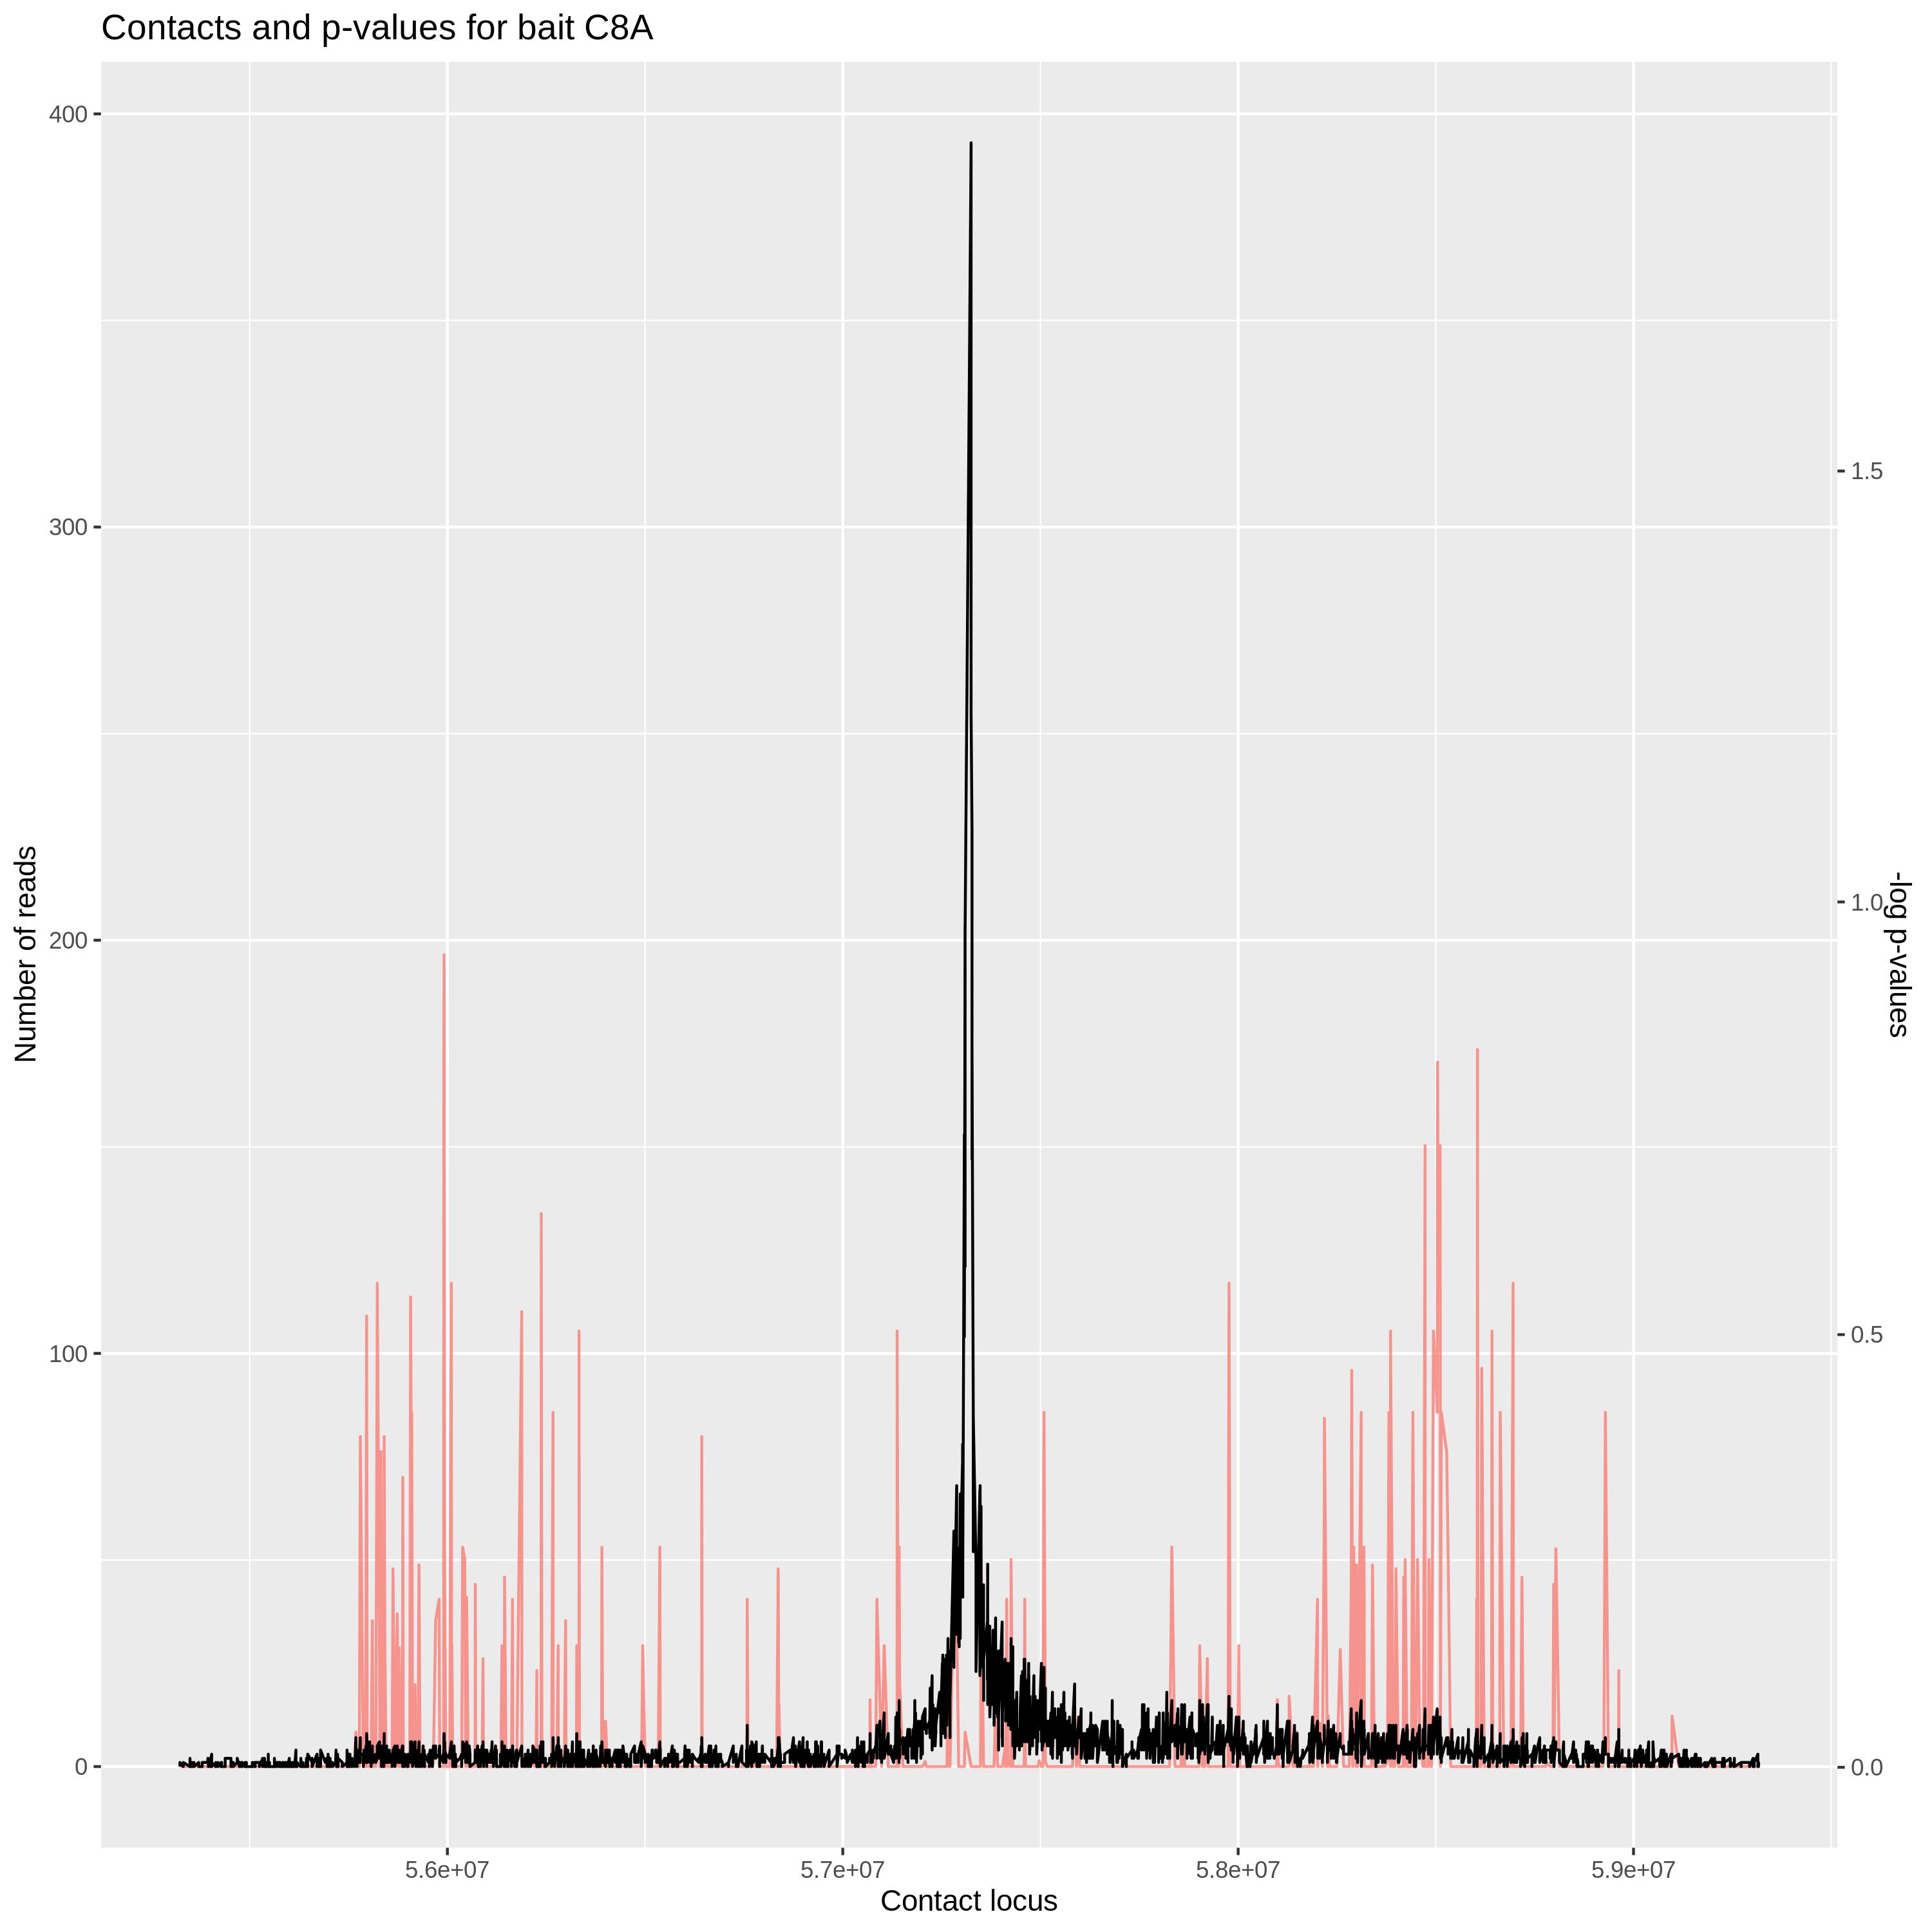 Contacts and p-values for bait C8A
400
300
200
100
0
Number of reads
1.5
1.0
0.5
0.0
-log p-values
5.6e+07
5.7e+07
5.8e+07
5.9e+07
Contact locus